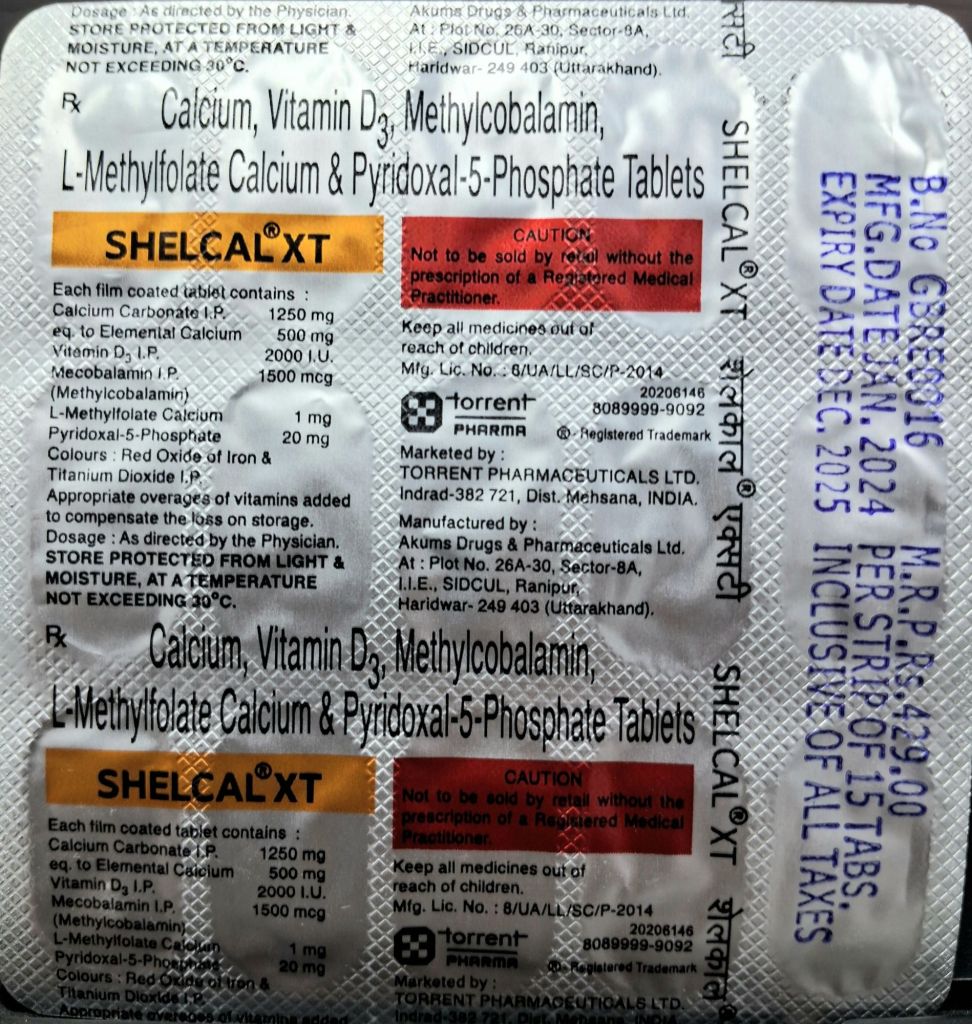 Dosage : As directed by the Physician.
STORE PROTECTED FROM LIGHT &
MOISTURE, AT A TEMPERATURE
NOT EXCEEDING 30°C.
Akums Drugs & Pharmaceuticals Ltd.
At : Plot No. 26A-30, Sector-8A,
I.I.E., SIDCUL, Ranipur,
Haridwar- 249 403 (Uttarakhand).
Rx
Calcium, Vitamin D3, Methylcobalamin,
L-Methylfolate Calcium & Pyridoxal-5-Phosphate Tablets
SHELCAL® XT
Each film coated tablet contains :
Calcium Carbonate I.P. 1250 mg
eq. to Elemental Calcium 500 mg
Vitamin D3 I.P. 2000 I.U.
Mecobalamin I.P. 1500 mcg
(Methylcobalamin)
L-Methylfolate Calcium 1 mg
Pyridoxal-5-Phosphate 20 mg
Colours : Red Oxide of Iron &
Titanium Dioxide I.P.
Appropriate overages of vitamins added
to compensate the loss on storage.
Dosage : As directed by the Physician.
STORE PROTECTED FROM LIGHT &
MOISTURE, AT A TEMPERATURE
NOT EXCEEDING 30°C.
CAUTION
Not to be sold by retail without the
prescription of a Registered Medical
Practitioner.
Keep all medicines out of
reach of children.
Mfg. Lic. No. : 8/UA/LL/SC/P-2014
20206146
torrent
PHARMA
8089999-9092
®- Registered Trademark
Marketed by :
TORRENT PHARMACEUTICALS LTD.
Indrad-382 721, Dist. Mehsana, INDIA.
Manufactured by :
Akums Drugs & Pharmaceuticals Ltd.
At : Plot No. 26A-30, Sector-8A,
I.I.E., SIDCUL, Ranipur,
Haridwar- 249 403 (Uttarakhand).
Rx
Calcium, Vitamin D3, Methylcobalamin,
L-Methylfolate Calcium & Pyridoxal-5-Phosphate Tablets
SHELCAL® XT
Each film coated tablet contains :
Calcium Carbonate I.P. 1250 mg
eq. to Elemental Calcium 500 mg
Vitamin D3 I.P. 2000 I.U.
Mecobalamin I.P. 1500 mcg
(Methylcobalamin)
L-Methylfolate Calcium 1 mg
Pyridoxal-5-Phosphate 20 mg
Colours : Red Oxide of Iron &
Titanium Dioxide I.P.
Appropriate overages of vitamins added
CAUTION
Not to be sold by retail without the
prescription of a Registered Medical
Practitioner.
Keep all medicines out of
reach of children.
Mfg. Lic. No. : 8/UA/LL/SC/P-2014
20206146
torrent
PHARMA
8089999-9092
®- Registered Trademark
Marketed by :
TORRENT PHARMACEUTICALS LTD.
Indrad-382 721, Dist. Mehsana, INDIA.
SHELCAL® XT
शेलकाल® एक्सटी
SHELCAL® XT
शेलकाल®
B.No GBRE0016 M.R.P.Rs.429.00
MFG.DATE JAN. 2024 PER STRIP OF 15 TABS.
EXPIRY DATE DEC. 2025 INCLUSIVE OF ALL TAXES